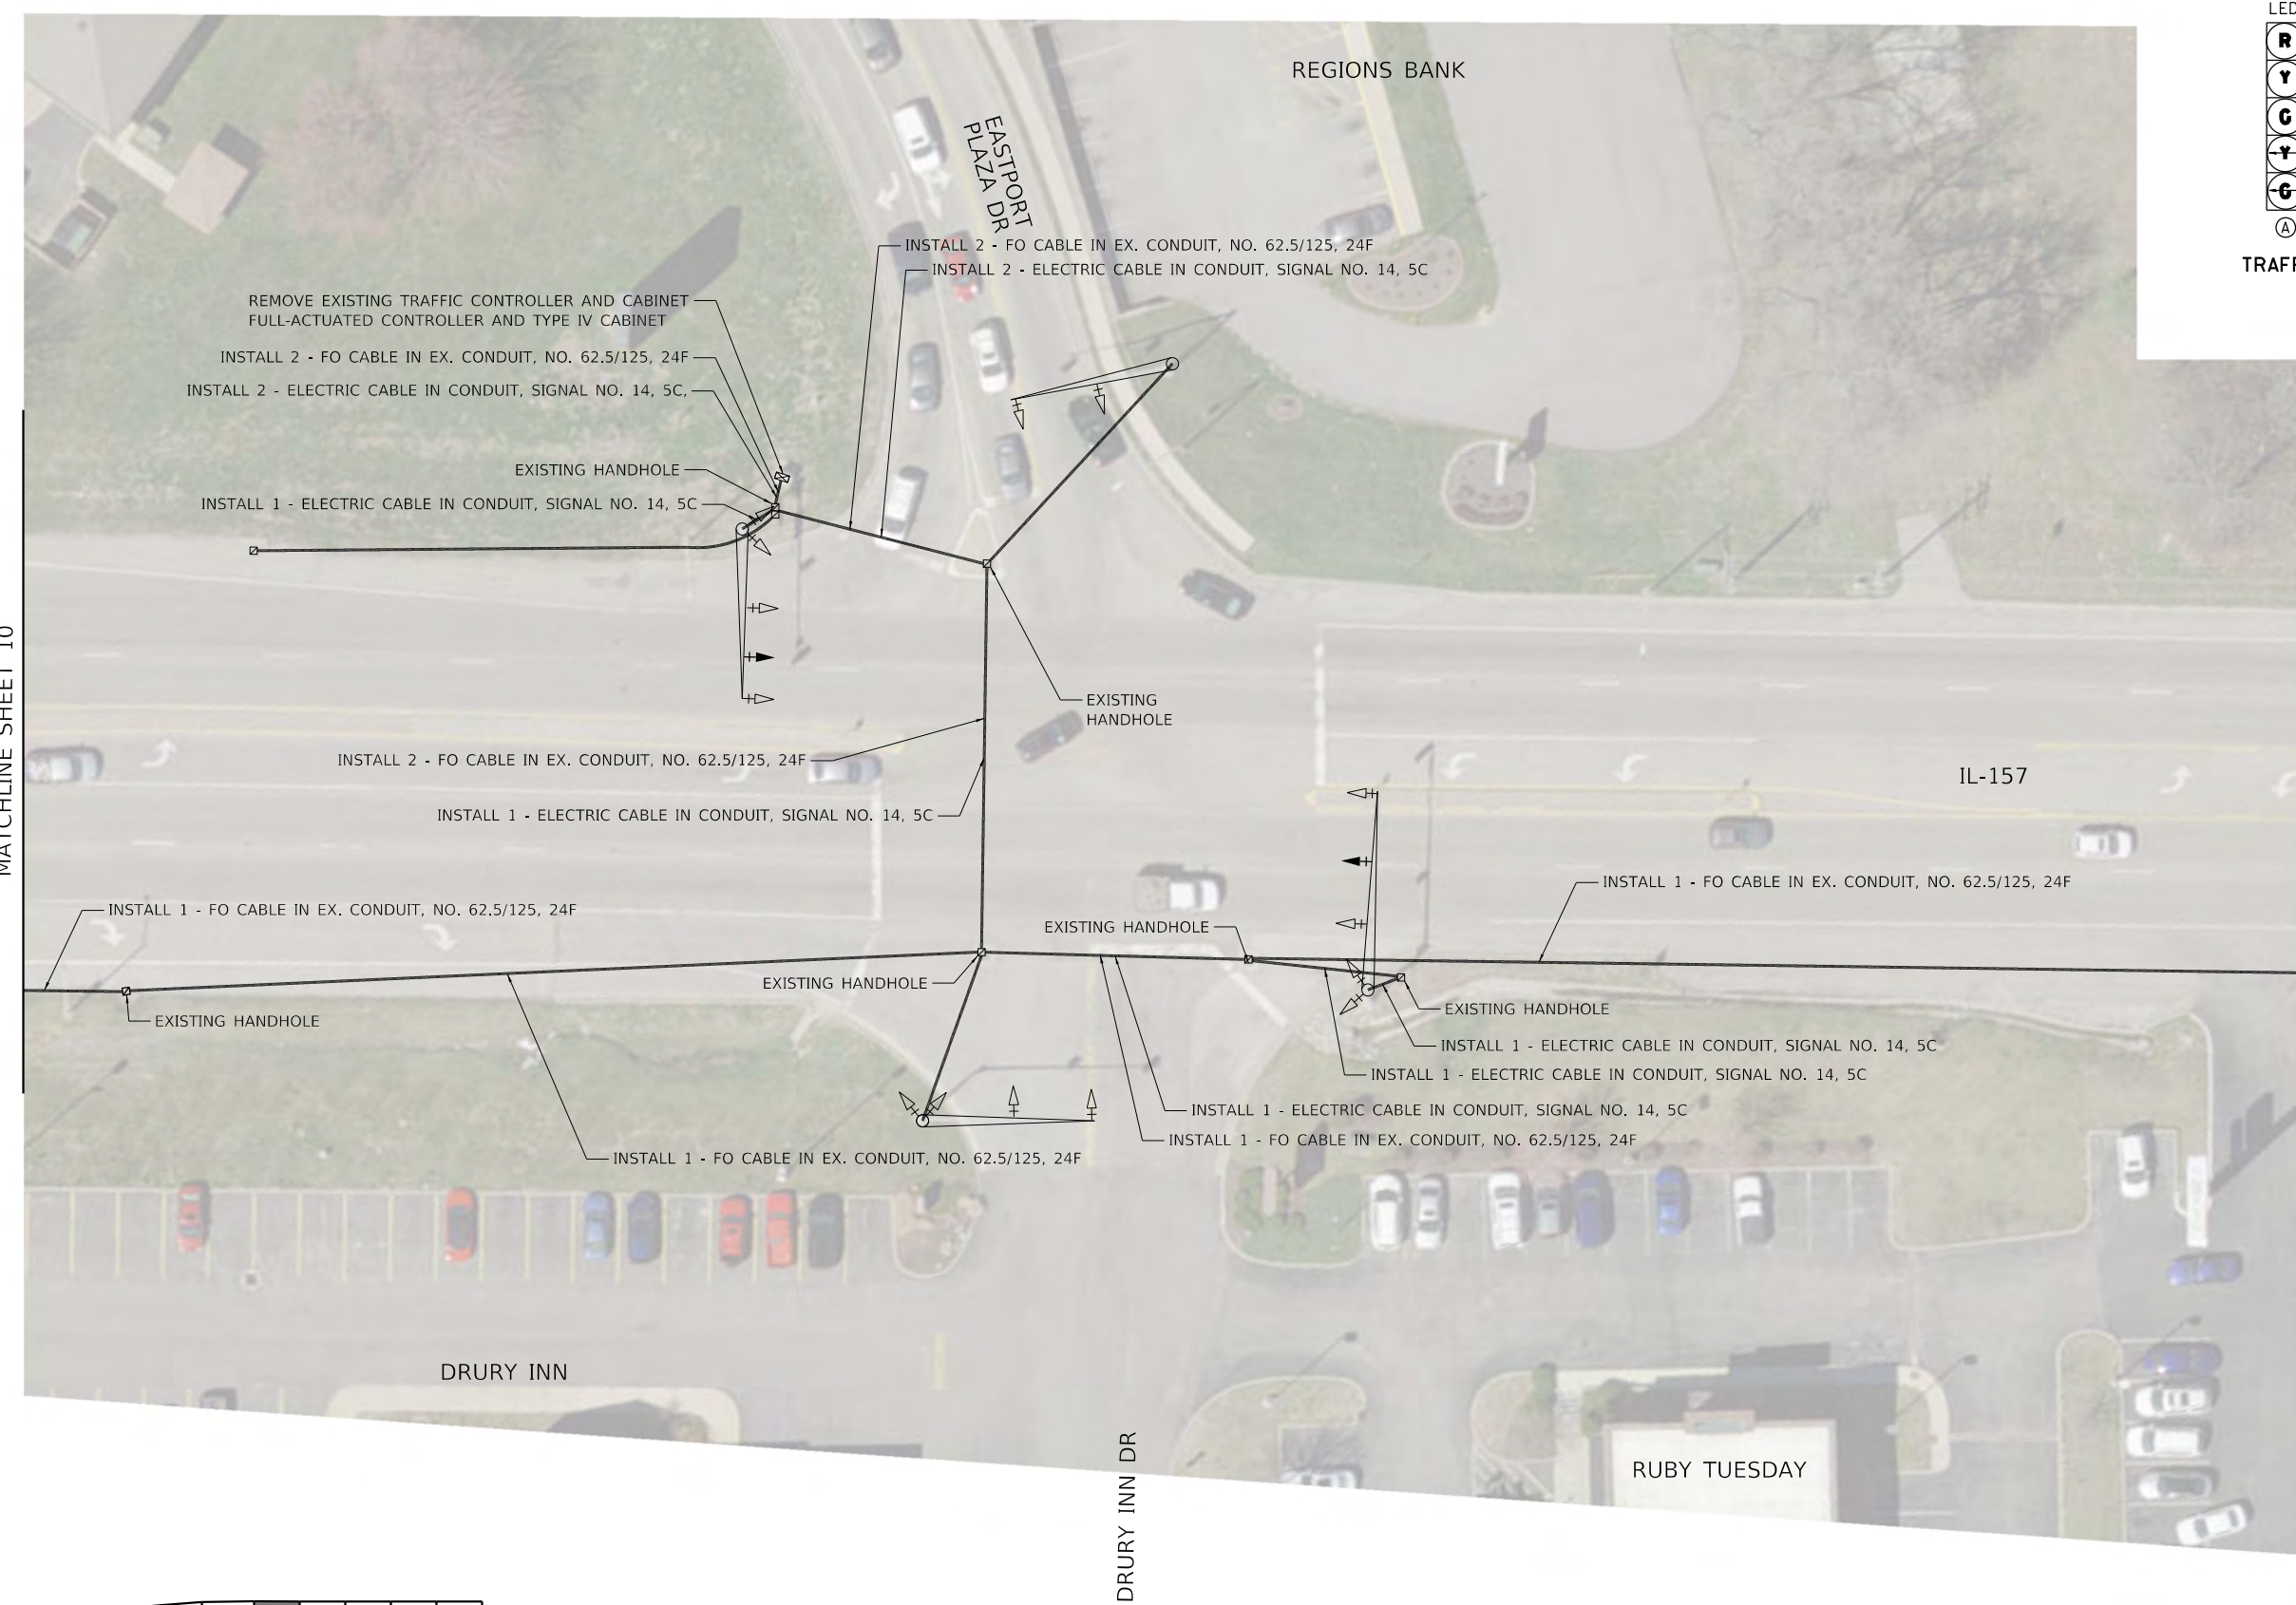 LED
R
Y
G
Y
G
A
TRAFF
REGIONS BANK
EASTPORT
PLAZA DR
INSTALL 2 - FO CABLE IN EX. CONDUIT, NO. 62.5/125, 24F
INSTALL 2 - ELECTRIC CABLE IN CONDUIT, SIGNAL NO. 14, 5C
REMOVE EXISTING TRAFFIC CONTROLLER AND CABINET
FULL-ACTUATED CONTROLLER AND TYPE IV CABINET
INSTALL 2 - FO CABLE IN EX. CONDUIT, NO. 62.5/125, 24F
INSTALL 2 - ELECTRIC CABLE IN CONDUIT, SIGNAL NO. 14, 5C,
EXISTING HANDHOLE
INSTALL 1 - ELECTRIC CABLE IN CONDUIT, SIGNAL NO. 14, 5C
MATCHLINE SHEET 10
EXISTING
HANDHOLE
INSTALL 2 - FO CABLE IN EX. CONDUIT, NO. 62.5/125, 24F
IL-157
INSTALL 1 - ELECTRIC CABLE IN CONDUIT, SIGNAL NO. 14, 5C
INSTALL 1 - FO CABLE IN EX. CONDUIT, NO. 62.5/125, 24F
INSTALL 1 - FO CABLE IN EX. CONDUIT, NO. 62.5/125, 24F
EXISTING HANDHOLE
EXISTING HANDHOLE
EXISTING HANDHOLE
EXISTING HANDHOLE
INSTALL 1 - ELECTRIC CABLE IN CONDUIT, SIGNAL NO. 14, 5C
INSTALL 1 - ELECTRIC CABLE IN CONDUIT, SIGNAL NO. 14, 5C
INSTALL 1 - ELECTRIC CABLE IN CONDUIT, SIGNAL NO. 14, 5C
INSTALL 1 - FO CABLE IN EX. CONDUIT, NO. 62.5/125, 24F
INSTALL 1 - FO CABLE IN EX. CONDUIT, NO. 62.5/125, 24F
DRURY INN
DRURY INN DR
RUBY TUESDAY